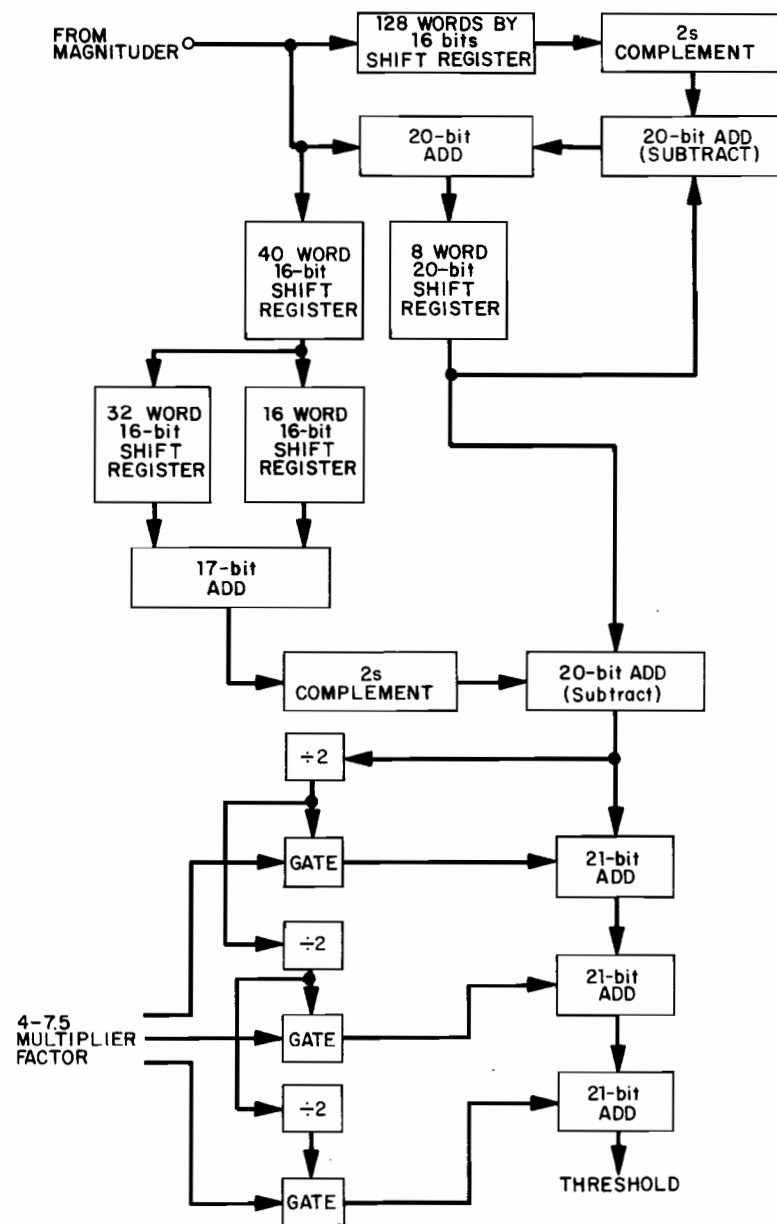 FROM
MAGNITUDER
128 WORDS BY
16 bits
SHIFT REGISTER
2s
COMPLEMENT
20-bit
ADD
20-bit ADD
(SUBTRACT)
40 WORD
16-bit
SHIFT
REGISTER
8 WORD
20-bit
SHIFT
REGISTER
32 WORD
16-bit
SHIFT
REGISTER
16 WORD
16-bit
SHIFT
REGISTER
17-bit
ADD
2s
COMPLEMENT
20-bit ADD
(Subtract)
÷2
GATE
21-bit
ADD
÷2
21-bit
ADD
4-7.5
MULTIPLIER
FACTOR
GATE
÷2
21-bit
ADD
GATE
THRESHOLD